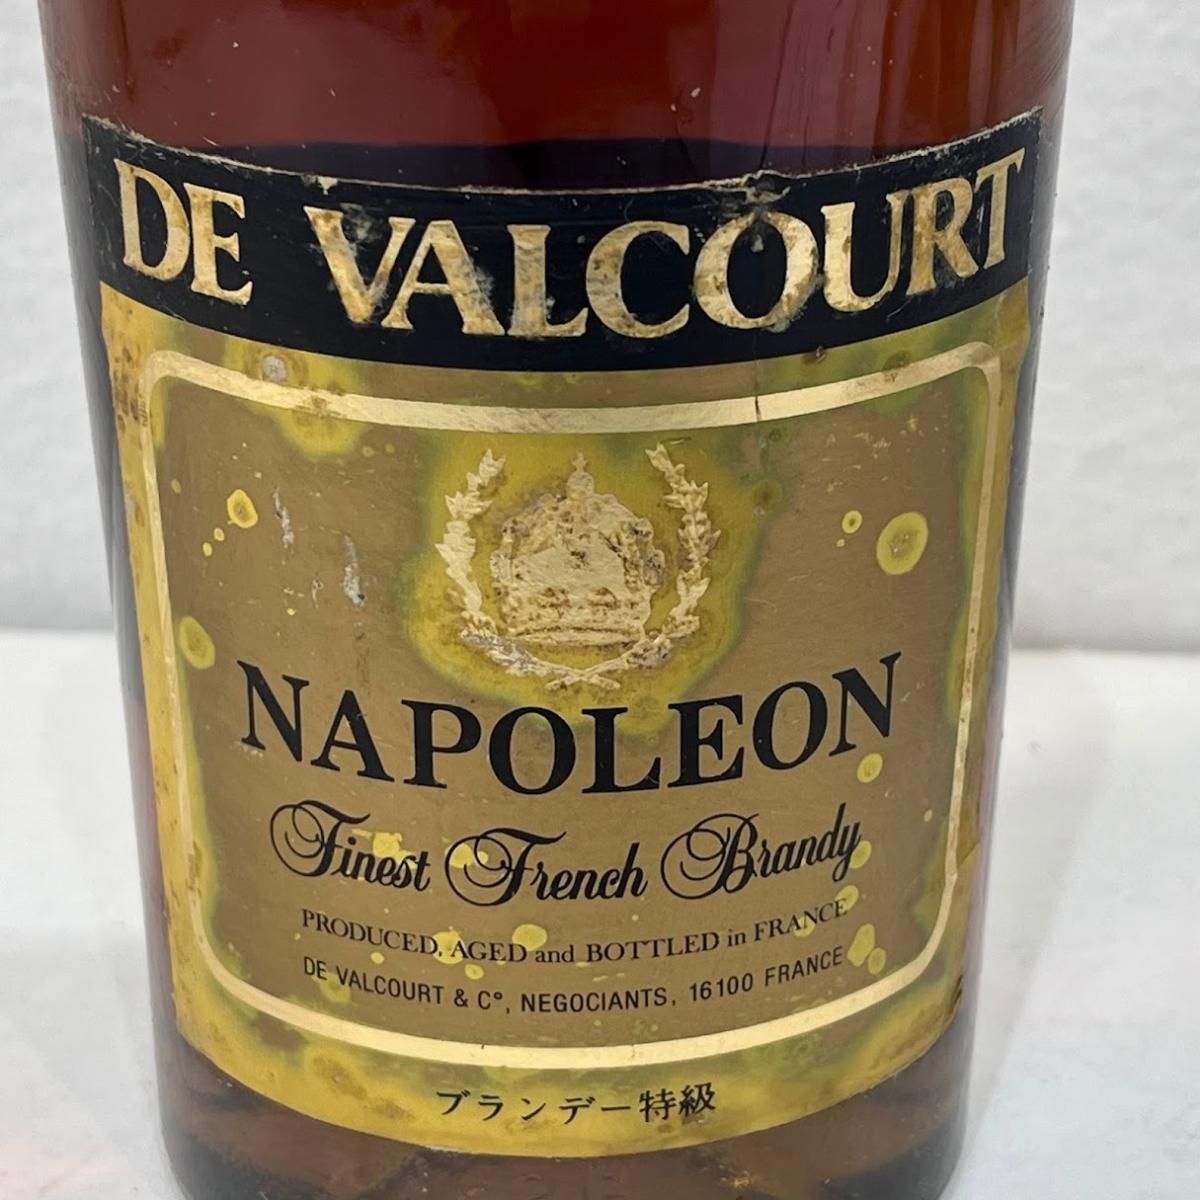 DE VALCOURT
NAPOLEON
Finest French Brandy
PRODUCED, AGED and BOTTLED in FRANCE
DE VALCOURT & C°, NEGOCIANTS, 16100 FRANCE
ブランデー特級